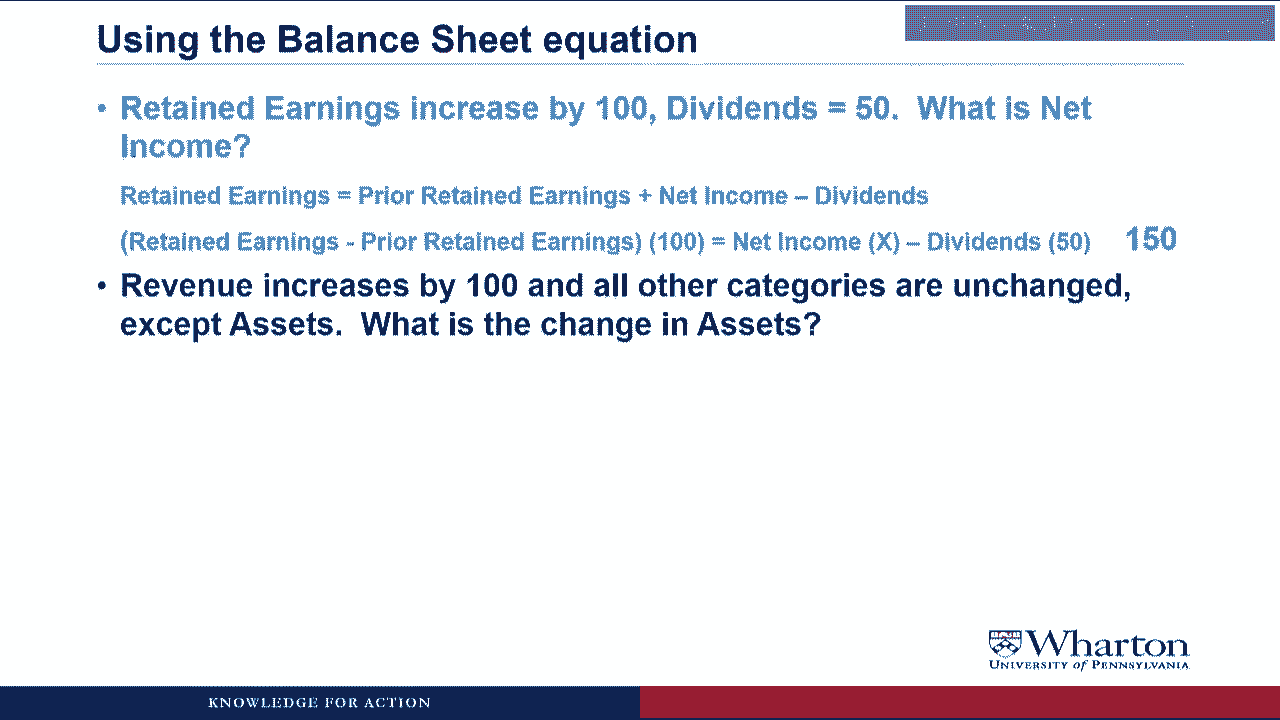 Using the Balance Sheet equation
• Retained Earnings increase by 100, Dividends = 50.  What is Net
Income?
Retained Earnings = Prior Retained Earnings + Net Income – Dividends
(Retained Earnings - Prior Retained Earnings) (100) = Net Income (X) – Dividends (50) 150
• Revenue increases by 100 and all other categories are unchanged,
except Assets.  What is the change in Assets?
Wharton
UNIVERSITY of PENNSYLVANIA
KNOWLEDGE FOR ACTION